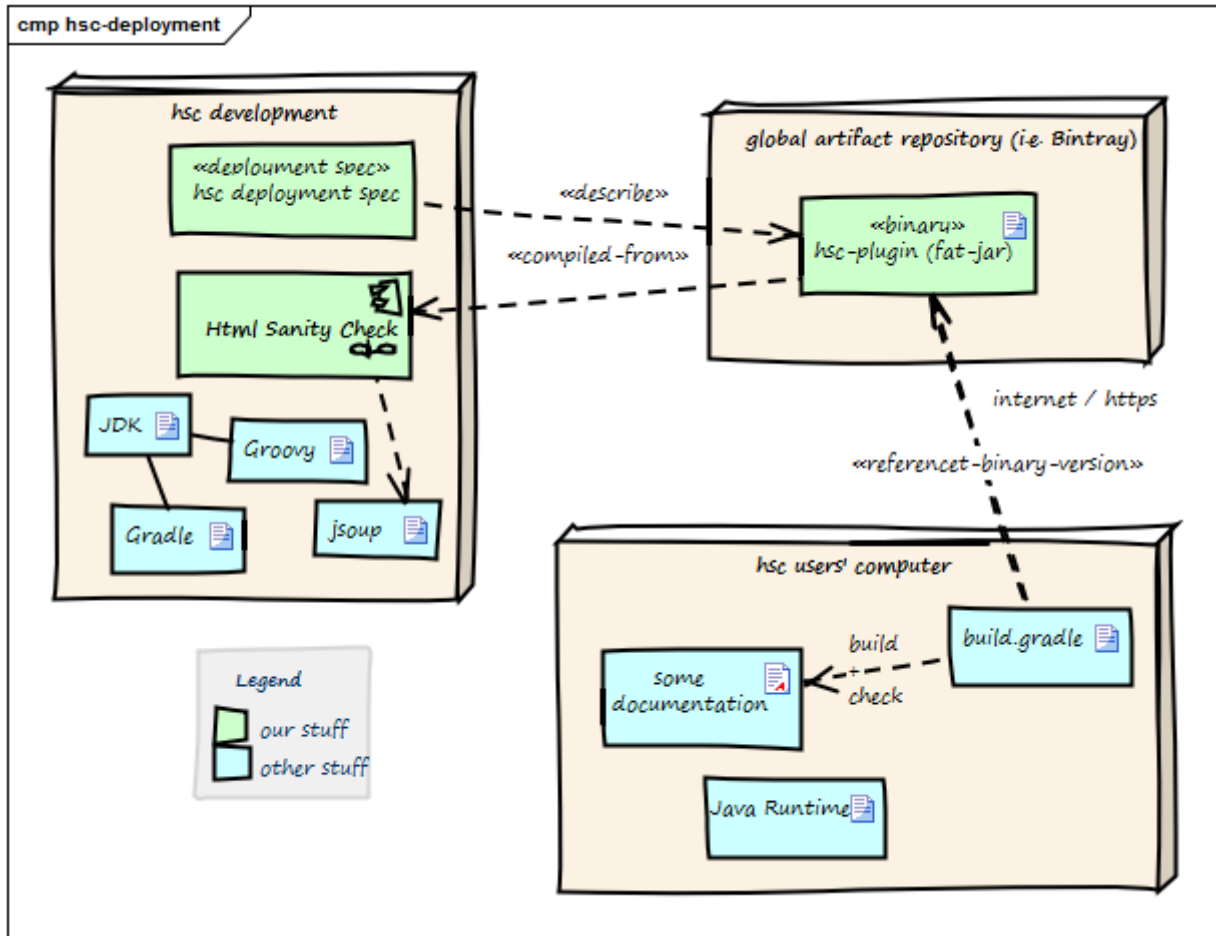 cmp hsc-deployment
hsc development
«deployment spec»
hsc deployment spec
Html Sanity Check
JDK
Groovy
Gradle
jsoup
«describe»
«compiled-from»
global artifact repository (i.e. Bintray)
«binary»
hsc-plugin (fat-jar)
internet / https
«referencet-binary-version»
hsc users' computer
build.gradle
build
+
check
some
documentation
Java Runtime
Legend
our stuff
other stuff